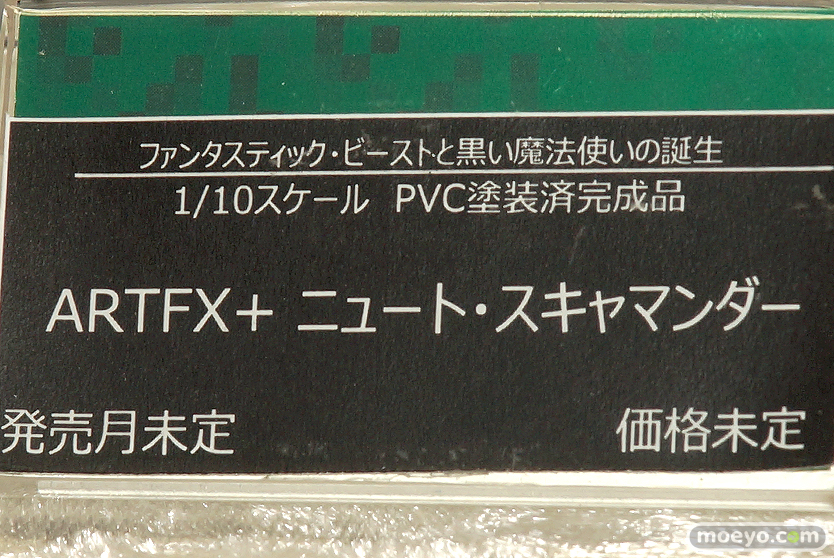 ファンタスティック・ビーストと黒い魔法使いの誕生
1/10スケール PVC塗装済完成品
ARTFX+ ニュート・スキャマンダー
発売月未定 価格未定
moeyo.com